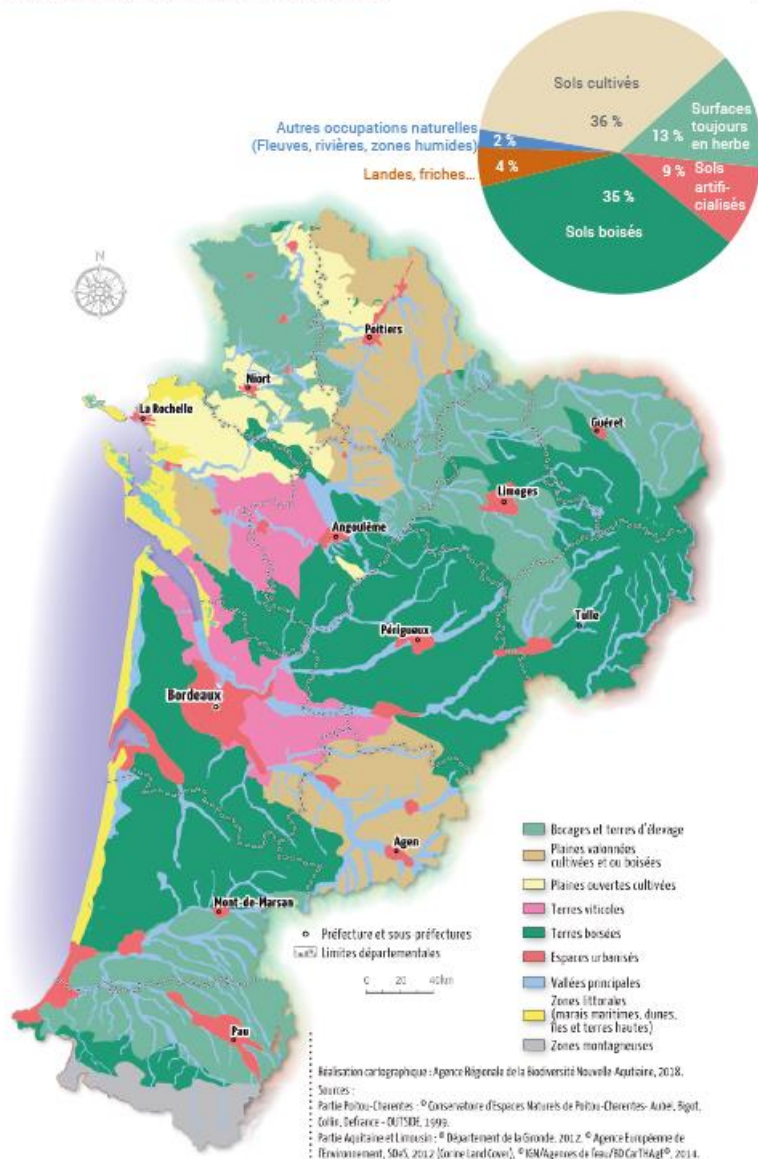 Sols cultivés
36 %
Surfaces
toujours
en herbe
13 %
Autres occupations naturelles
(Fleuves, rivières, zones humides)
2 %
Landes, friches...
4 %
9 %
Sols
artifi-
cialisés
35 %
Sols boisés
N
Poitiers
Niort
La Rochelle
Guéret
Limoges
Angoulême
Périgueux
Tulle
Bordeaux
Agen
Mont-de-Marsan
Pau
Préfecture et sous préfectures
Limites départementales
0 20 40km
Bocages et terres d'élevage
Plaines valonnées
cultivées et ou boisées
Plaines ouvertes cultivées
Terres viticoles
Terres boisées
Espaces urbanisés
Vallées principales
Zones littorales
(marais maritimes, dunes,
îles et terres hautes)
Zones montagneuses
Réalisation cartographique : Agence Régionale de la Biodiversité Nouvelle-Aquitaine, 2018.
Sources :
Partie Poitou-Charentes : © Conservatoire d'Espaces Naturels de Poitou-Charentes- Aubel, Bigot,
Collin, Defrance - OUTSIDE, 1999.
Partie Aquitaine et Limousin : © Département de la Gironde, 2012, © Agence Européenne de
l'Environnement, SOeS, 2012 (Corine Land Cover), © IGN/Agences de l'eau/BD CarTHAgE©, 2014.